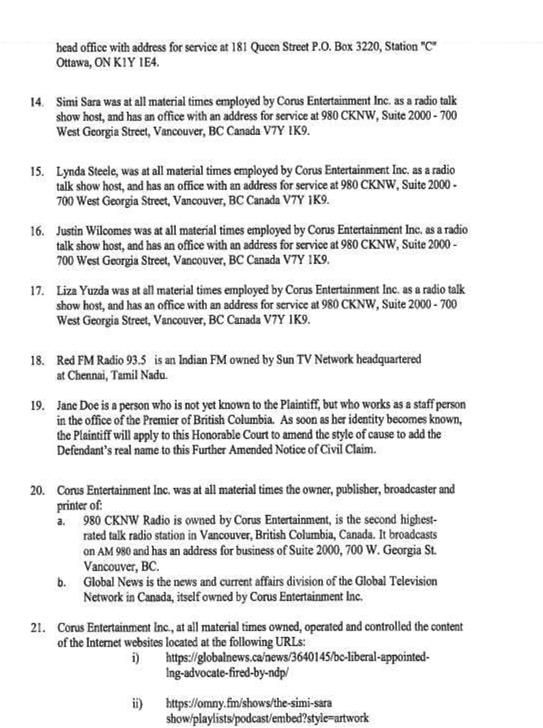 head office with address for service at 181 Queen Street P.O. Box 3220, Station "C"
Ottawa, ON K1Y 1E4.
14. Simi Sara was at all material times employed by Corus Entertainment Inc. as a radio talk
show host, and has an office with an address for service at 980 CKNW, Suite 2000 - 700
West Georgia Street, Vancouver, BC Canada V7Y 1K9.
15. Lynda Steele, was at all material times employed by Corus Entertainment Inc. as a radio
talk show host, and has an office with an address for service at 980 CKNW, Suite 2000 -
700 West Georgia Street, Vancouver, BC Canada V7Y 1K9.
16. Justin Wilcomes was at all material times employed by Corus Entertainment Inc. as a radio
talk show host, and has an office with an address for service at 980 CKNW, Suite 2000 -
700 West Georgia Street, Vancouver, BC Canada V7Y 1K9.
17. Liza Yuzda was at all material times employed by Corus Entertainment Inc. as a radio talk
show host, and has an office with an address for service at 980 CKNW, Suite 2000 - 700
West Georgia Street, Vancouver, BC Canada V7Y 1K9.
18. Red FM Radio 93.5 is an Indian FM owned by Sun TV Network headquartered
at Chennai, Tamil Nadu.
19. Jane Doe is a person who is not yet known to the Plaintiff, but who works as a staff person
in the office of the Premier of British Columbia. As soon as her identity becomes known,
the Plaintiff will apply to this Honorable Court to amend the style of cause to add the
Defendant's real name to this Further Amended Notice of Civil Claim.
20. Corus Entertainment Inc. was at all material times the owner, publisher, broadcaster and
printer of:
a. 980 CKNW Radio is owned by Corus Entertainment, is the second highest-
rated talk radio station in Vancouver, British Columbia, Canada. It broadcasts
on AM 980 and has an address for business of Suite 2000, 700 W. Georgia St.
Vancouver, BC.
b. Global News is the news and current affairs division of the Global Television
Network in Canada, itself owned by Corus Entertainment Inc.
21. Corus Entertainment Inc., at all material times owned, operated and controlled the content
of the Internet websites located at the following URLs:
i) https://globalnews.ca/news/3640145/bc-liberal-appointed-
lng-advocate-fired-by-ndp/
ii) https://omny.fm/shows/the-simi-sara
show/playlists/podcast/embed?style=artwork